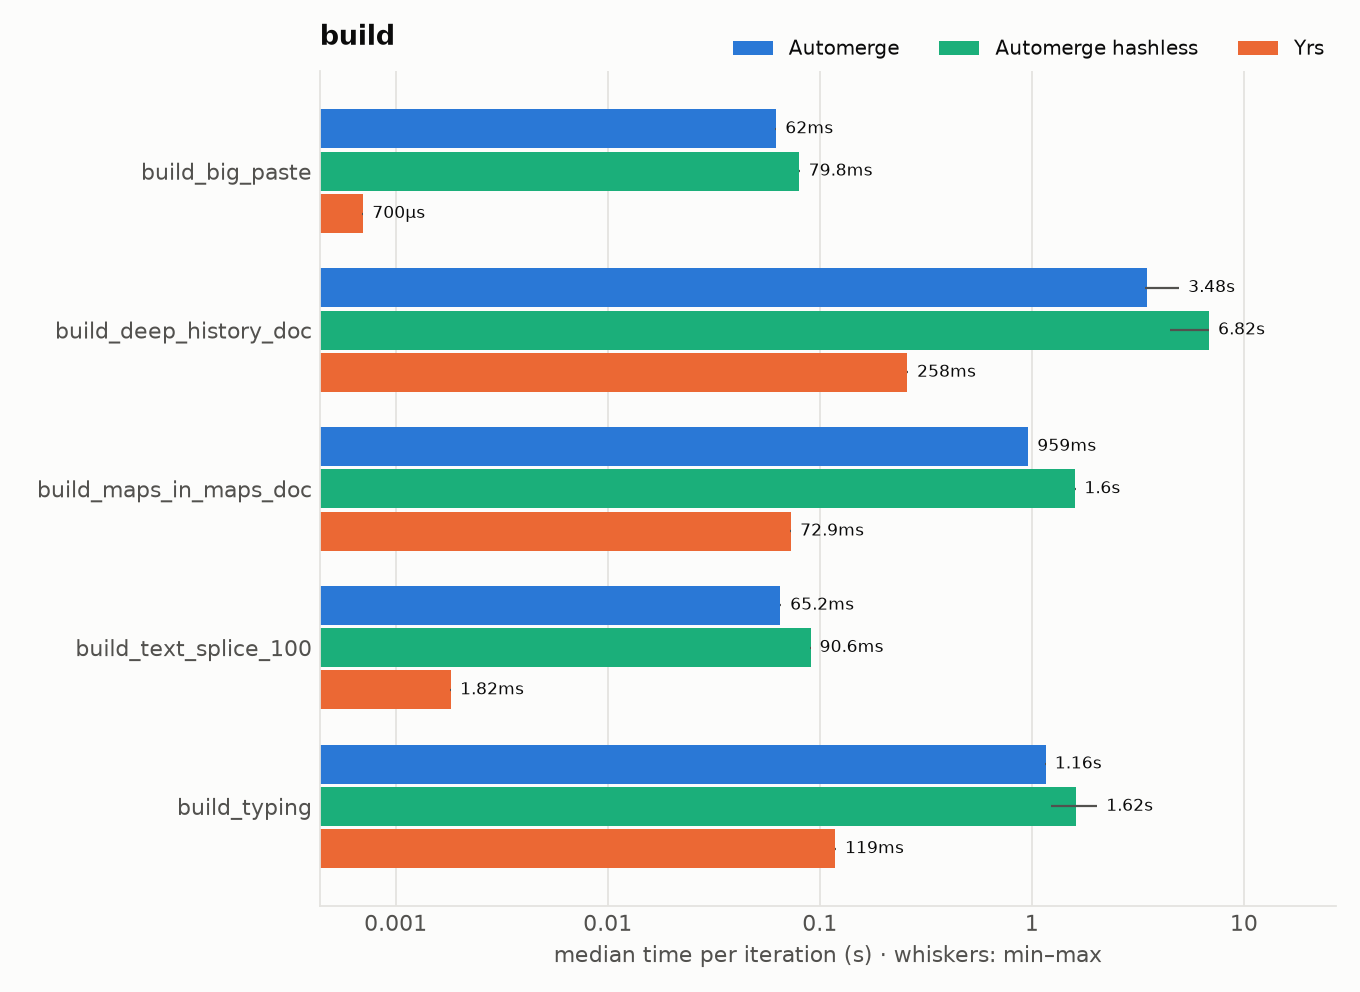 build
Automerge
Automerge hashless
Yrs
build_big_paste
62ms
79.8ms
700µs
build_deep_history_doc
3.48s
6.82s
258ms
build_maps_in_maps_doc
959ms
1.6s
72.9ms
build_text_splice_100
65.2ms
90.6ms
1.82ms
build_typing
1.16s
1.62s
119ms
0.001 0.01 0.1 1 10
median time per iteration (s) · whiskers: min–max